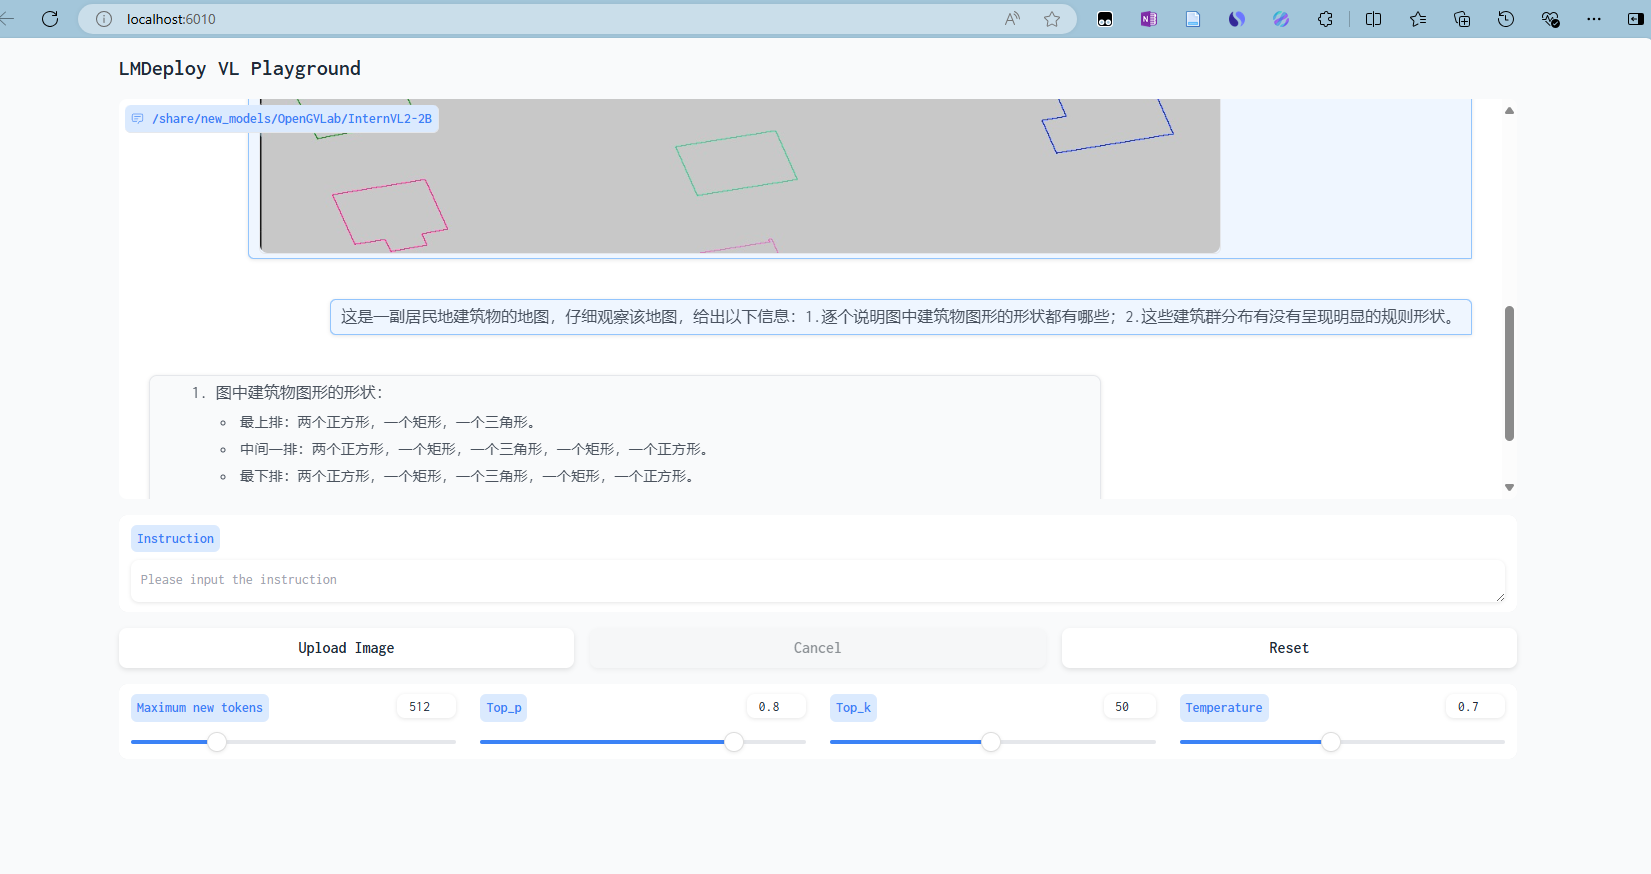 localhost:6010
LMDeploy VL Playground
/share/new_models/OpenGVLab/InternVL2-2B
这是一副居民地建筑物的地图，仔细观察该地图，给出以下信息：1.逐个说明图中建筑物图形的形状都有哪些；2.这些建筑群分布有没有呈现明显的规则形状。
1. 图中建筑物图形的形状：
最上排：两个正方形，一个矩形，一个三角形。
中间一排：两个正方形，一个矩形，一个三角形，一个矩形，一个正方形。
最下排：两个正方形，一个矩形，一个三角形，一个矩形，一个正方形。
Instruction
Please input the instruction
Upload Image
Cancel
Reset
Maximum new tokens 512
Top_p 0.8
Top_k 50
Temperature 0.7